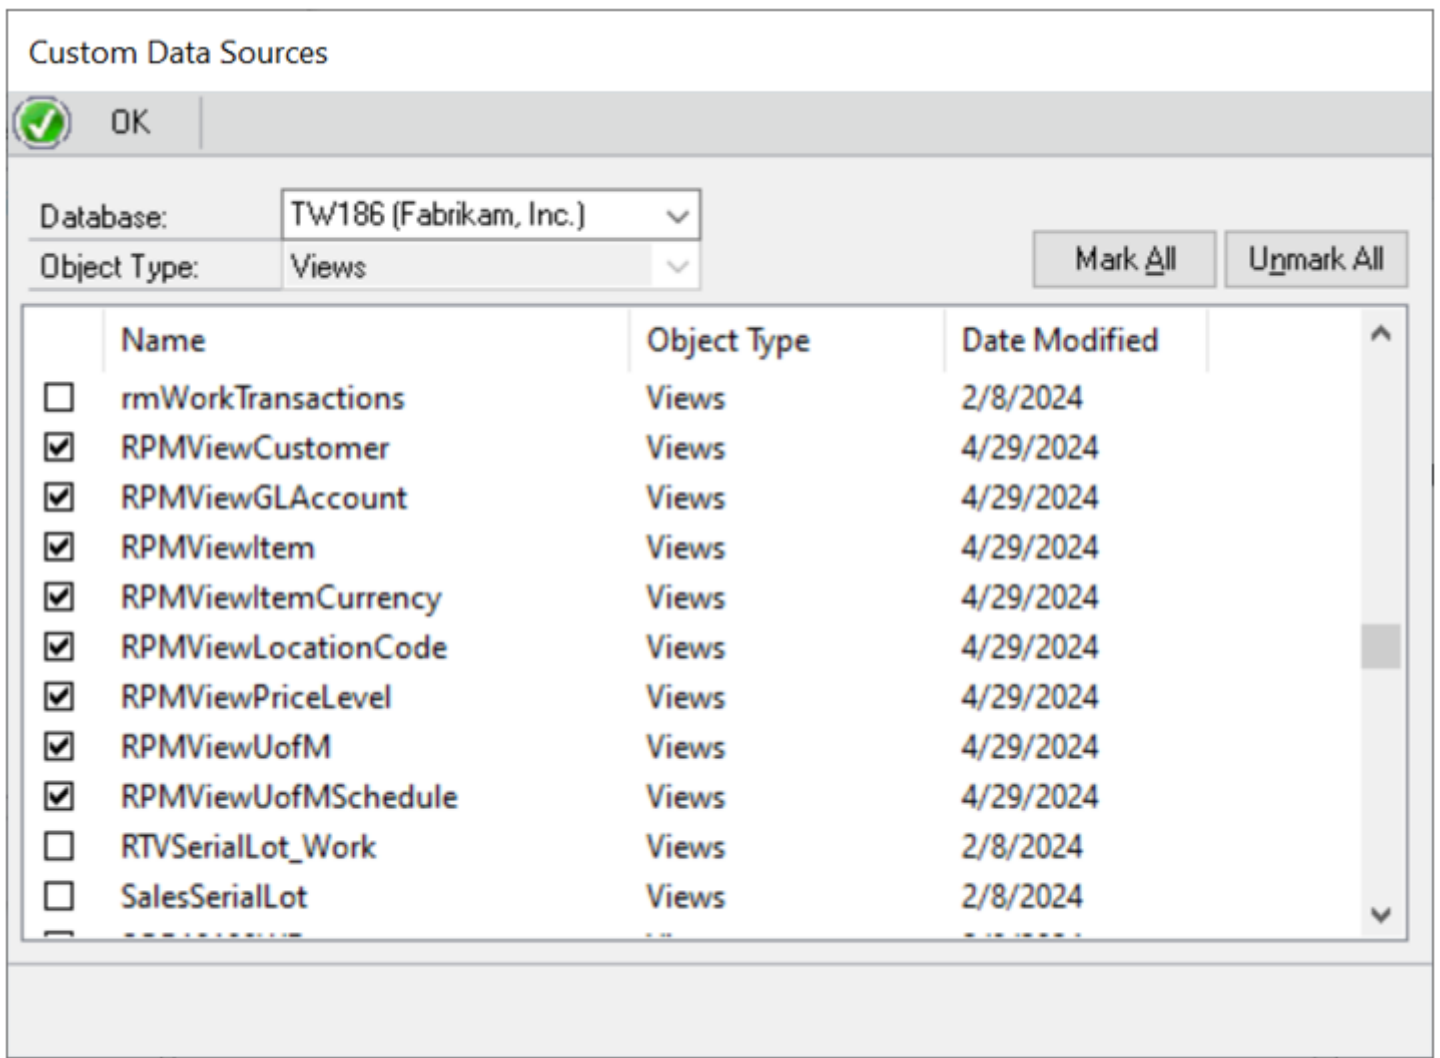 Custom Data Sources
OK
Database: TW186 (Fabrikam, Inc.)
Object Type: Views
Mark All Unmark All
Name Object Type Date Modified
rmWorkTransactions Views 2/8/2024
RPMViewCustomer Views 4/29/2024
RPMViewGLAccount Views 4/29/2024
RPMViewItem Views 4/29/2024
RPMViewItemCurrency Views 4/29/2024
RPMViewLocationCode Views 4/29/2024
RPMViewPriceLevel Views 4/29/2024
RPMViewUofM Views 4/29/2024
RPMViewUofMSchedule Views 4/29/2024
RTVSerialLot_Work Views 2/8/2024
SalesSerialLot Views 2/8/2024